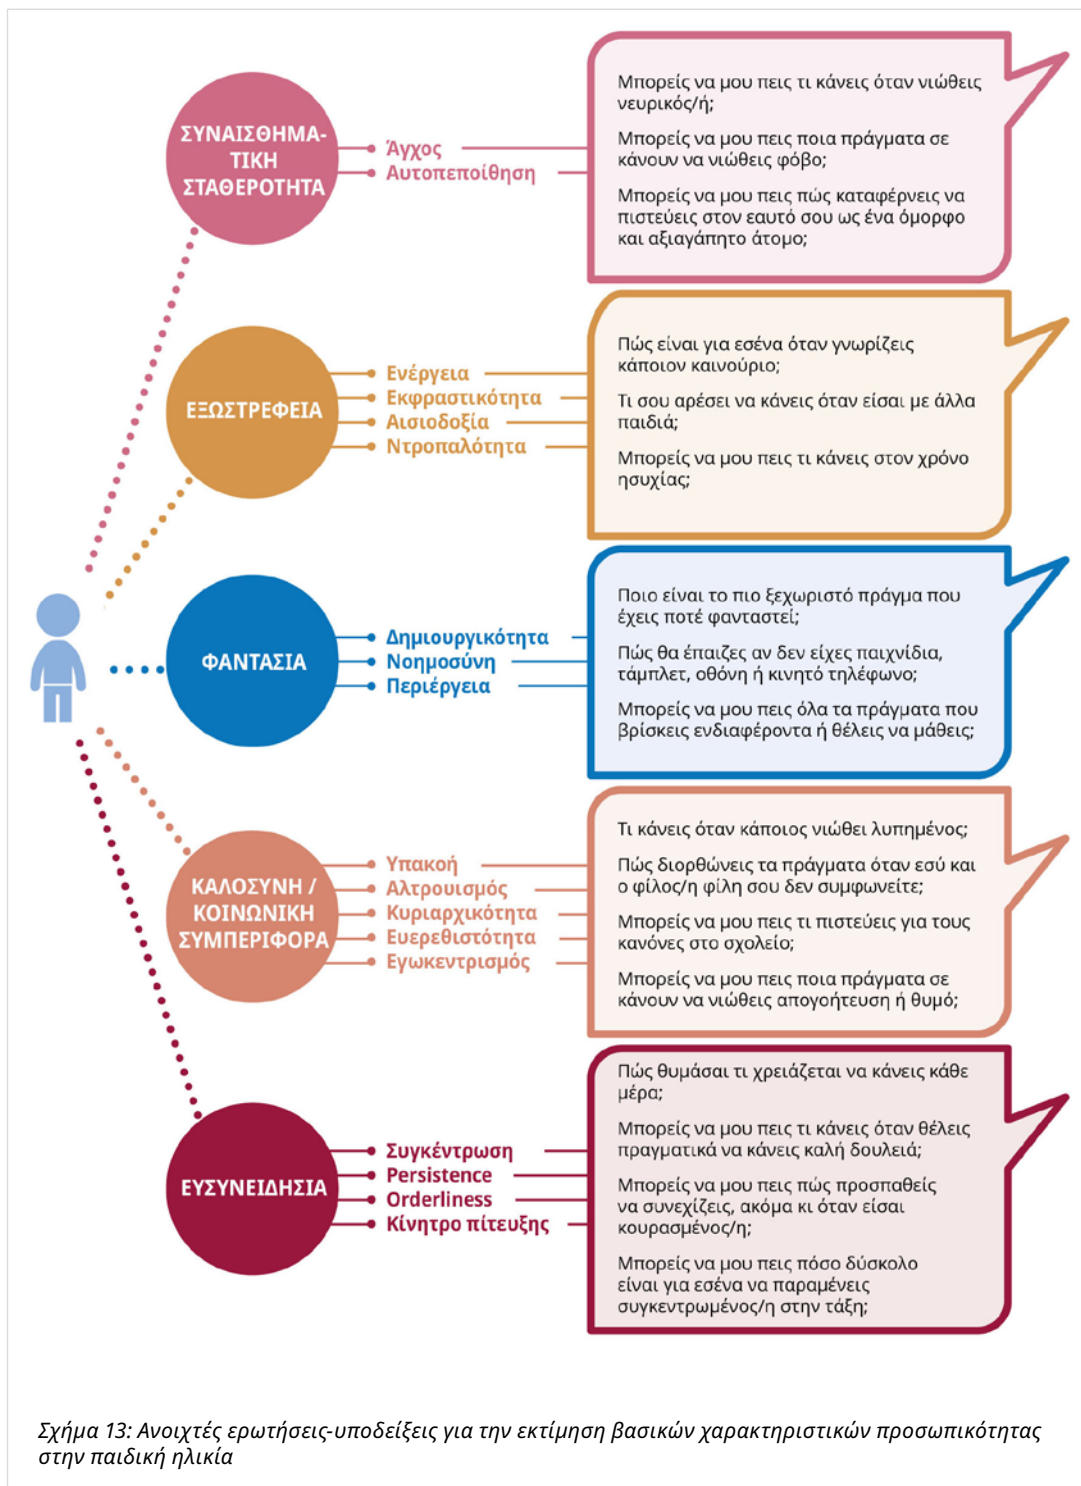 ΣΥΝΑΙΣΘΗΜΑ-
ΤΙΚΗ
ΣΤΑΘΕΡΟΤΗΤΑ
Άγχος
Αυτοπεποίθηση
Μπορείς να μου πεις τι κάνεις όταν νιώθεις
νευρικός/ή;
Μπορείς να μου πεις ποια πράγματα σε
κάνουν να νιώθεις φόβο;
Μπορείς να μου πεις πώς καταφέρνεις να
πιστεύεις στον εαυτό σου ως ένα όμορφο
και αξιαγάπητο άτομο;
ΕΞΩΣΤΡΕΦΕΙΑ
Ενέργεια
Εκφραστικότητα
Αισιοδοξία
Ντροπαλότητα
Πώς είναι για εσένα όταν γνωρίζεις
κάποιον καινούριο;
Τι σου αρέσει να κάνεις όταν είσαι με άλλα
παιδιά;
Μπορείς να μου πεις τι κάνεις στον χρόνο
ησυχίας;
ΦΑΝΤΑΣΙΑ
Δημιουργικότητα
Νοημοσύνη
Περιέργεια
Ποιο είναι το πιο ξεχωριστό πράγμα που
έχεις ποτέ φανταστεί;
Πώς θα έπαιζες αν δεν είχες παιχνίδια,
τάμπλετ, οθόνη ή κινητό τηλέφωνο;
Μπορείς να μου πεις όλα τα πράγματα που
βρίσκεις ενδιαφέροντα ή θέλεις να μάθεις;
ΚΑΛΟΣΥΝΗ /
ΚΟΙΝΩΝΙΚΗ
ΣΥΜΠΕΡΙΦΟΡΑ
Υπακοή
Αλτρουισμός
Κυριαρχικότητα
Ευερεθιστότητα
Εγωκεντρισμός
Τι κάνεις όταν κάποιος νιώθει λυπημένος;
Πώς διορθώνεις τα πράγματα όταν εσύ και
ο φίλος/η φίλη σου δεν συμφωνείτε;
Μπορείς να μου πεις τι πιστεύεις για τους
κανόνες στο σχολείο;
Μπορείς να μου πεις ποια πράγματα σε
κάνουν να νιώθεις απογοήτευση ή θυμό;
ΕΥΣΥΝΕΙΔΗΣΙΑ
Συγκέντρωση
Persistence
Orderliness
Κίνητρο πίτευξης
Πώς θυμάσαι τι χρειάζεται να κάνεις κάθε
μέρα;
Μπορείς να μου πεις τι κάνεις όταν θέλεις
πραγματικά να κάνεις καλή δουλειά;
Μπορείς να μου πεις πώς προσπαθείς
να συνεχίζεις, ακόμα κι όταν είσαι
κουρασμένος/η;
Μπορείς να μου πεις πόσο δύσκολο
είναι για εσένα να παραμένεις
συγκεντρωμένος/η στην τάξη;
Σχήμα 13: Ανοιχτές ερωτήσεις-υποδείξεις για την εκτίμηση βασικών χαρακτηριστικών προσωπικότητας
στην παιδική ηλικία